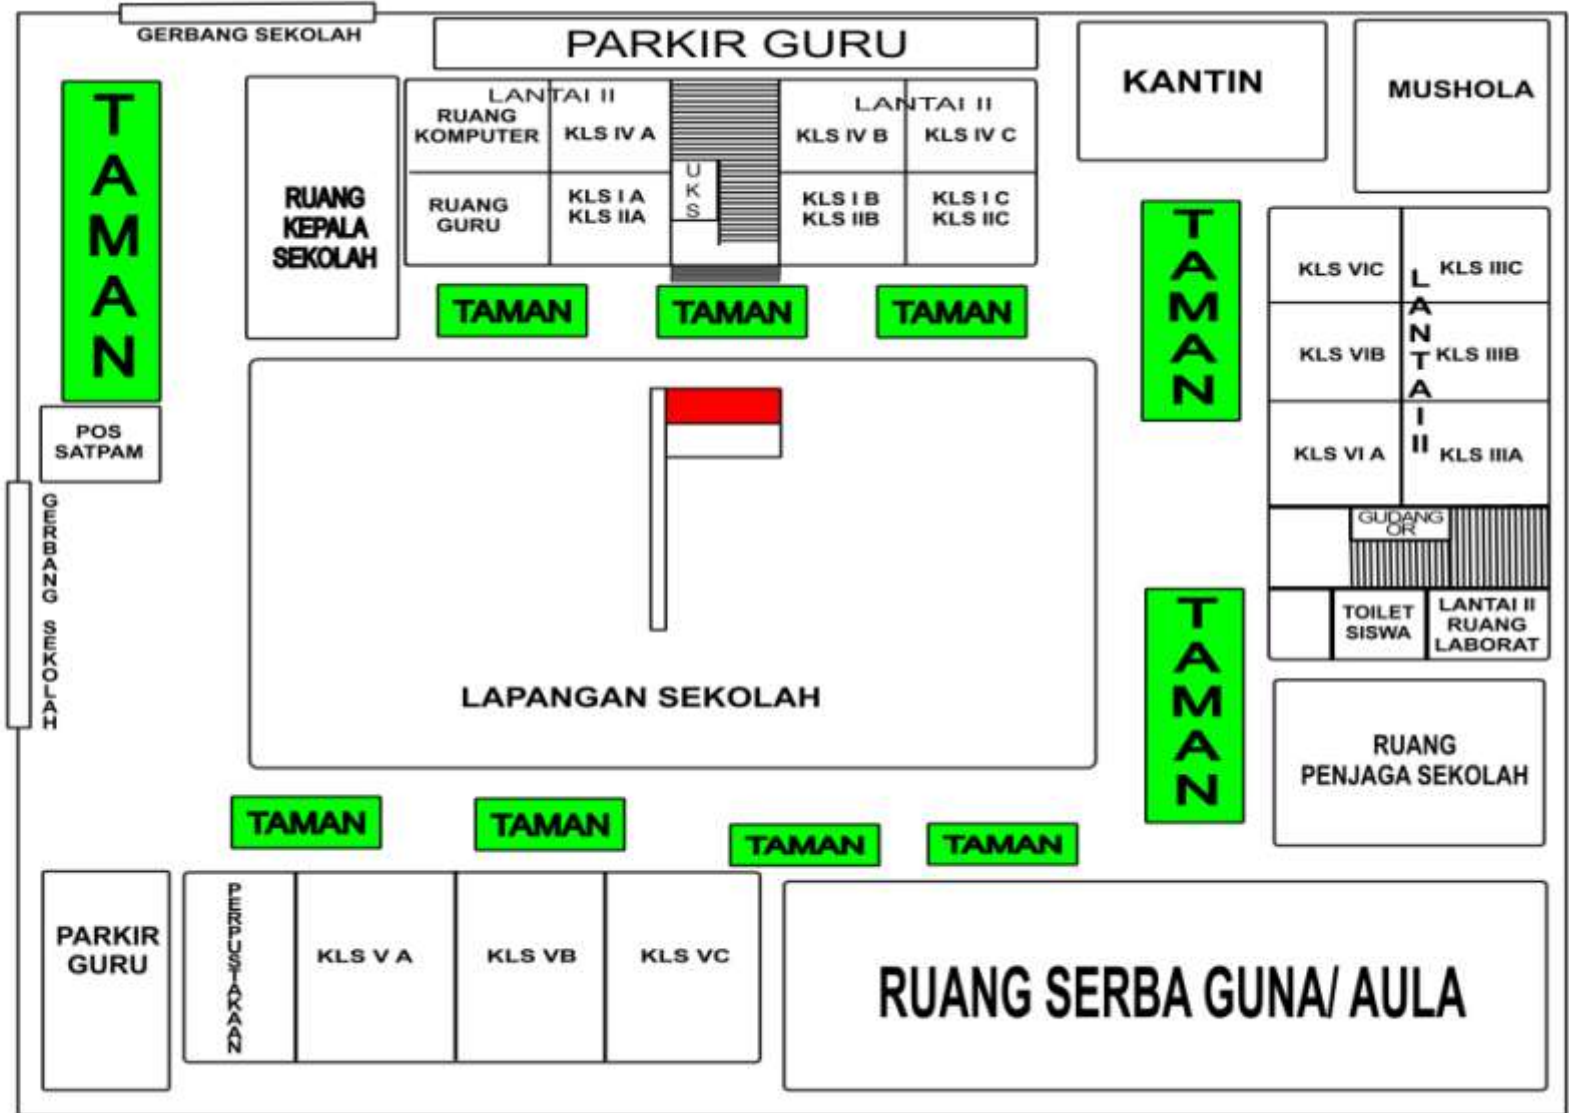 GERBANG SEKOLAH
PARKIR GURU
KANTIN
MUSHOLA
TAMAN
RUANG
KEPALA
SEKOLAH
LANTAI II
RUANG
KOMPUTER
KLS IV A
RUANG
GURU
KLS I A
KLS IIA
UKS
LANTAI II
KLS IV B
KLS IV C
KLS I B
KLS IIB
KLS I C
KLS IIC
TAMAN
TAMAN
TAMAN
TAMAN
KLS VIC
KLS IIIC
LANTAI II
KLS VIB
KLS IIIB
KLS VI A
KLS IIIA
GUDANG
OR
TOILET
SISWA
LANTAI II
RUANG
LABORAT
POS
SATPAM
GERBANG SEKOLAH
LAPANGAN SEKOLAH
TAMAN
RUANG
PENJAGA SEKOLAH
TAMAN
TAMAN
TAMAN
TAMAN
PARKIR
GURU
PERPUSTAKAAN
KLS V A
KLS VB
KLS VC
RUANG SERBA GUNA/ AULA